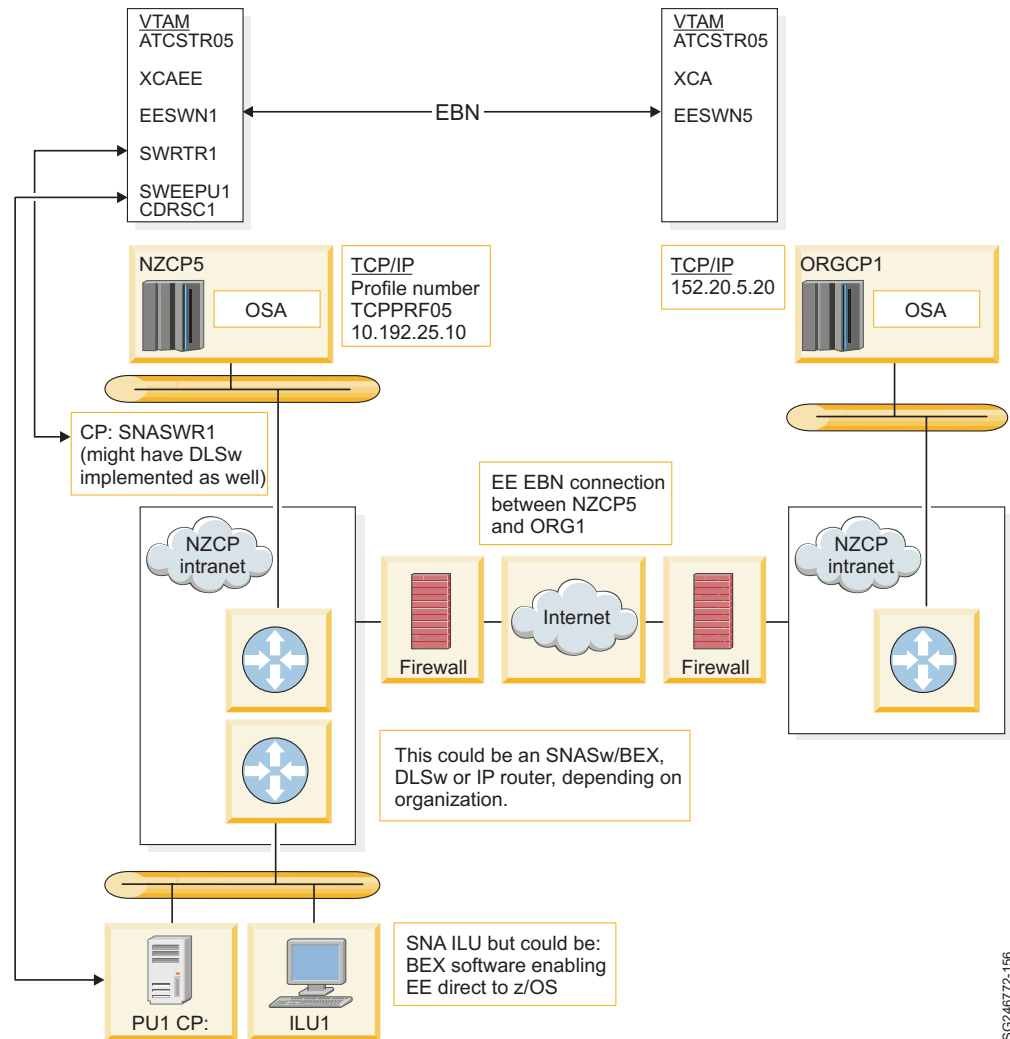 VTAM
ATCSTR05
XCAEE
EESWN1
SWRTR1
SWEEPU1
CDRSC1
EBN
VTAM
ATCSTR05
XCA
EESWN5
NZCP5
OSA
TCP/IP
Profile number
TCPPRF05
10.192.25.10
TCP/IP
152.20.5.20
ORGCP1
OSA
CP: SNASWR1
(might have DLSw
implemented as well)
EE EBN connection
between NZCP5
and ORG1
NZCP
intranet
Firewall
Internet
Firewall
NZCP
intranet
This could be an SNASw/BEX,
DLSw or IP router, depending on
organization.
PU1 CP:
ILU1
SNA ILU but could be:
BEX software enabling
EE direct to z/OS
SG246772-156